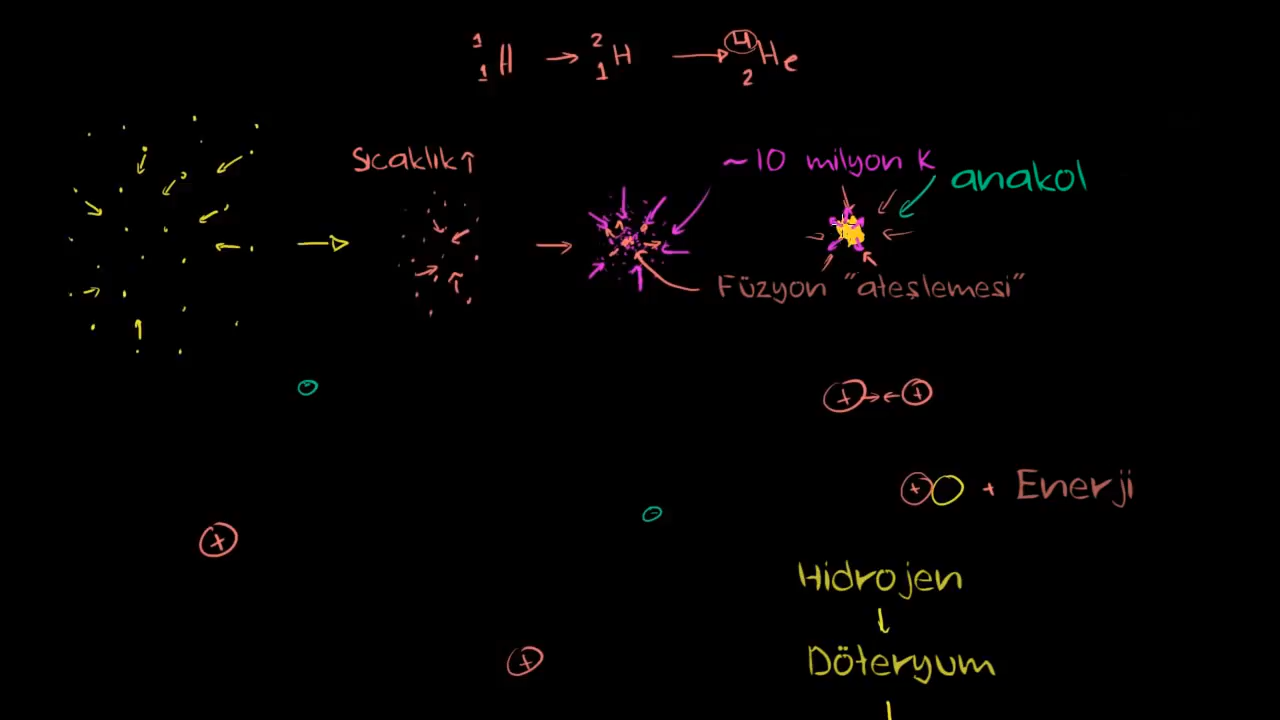 ¹₁H → ²₁H → ⁴₂He
Sıcaklık↑
~10 milyon K
anakol
Füzyon "ateşlemesi"
+ → ← +
+ + Enerji
Hidrojen
↓
Döteryum